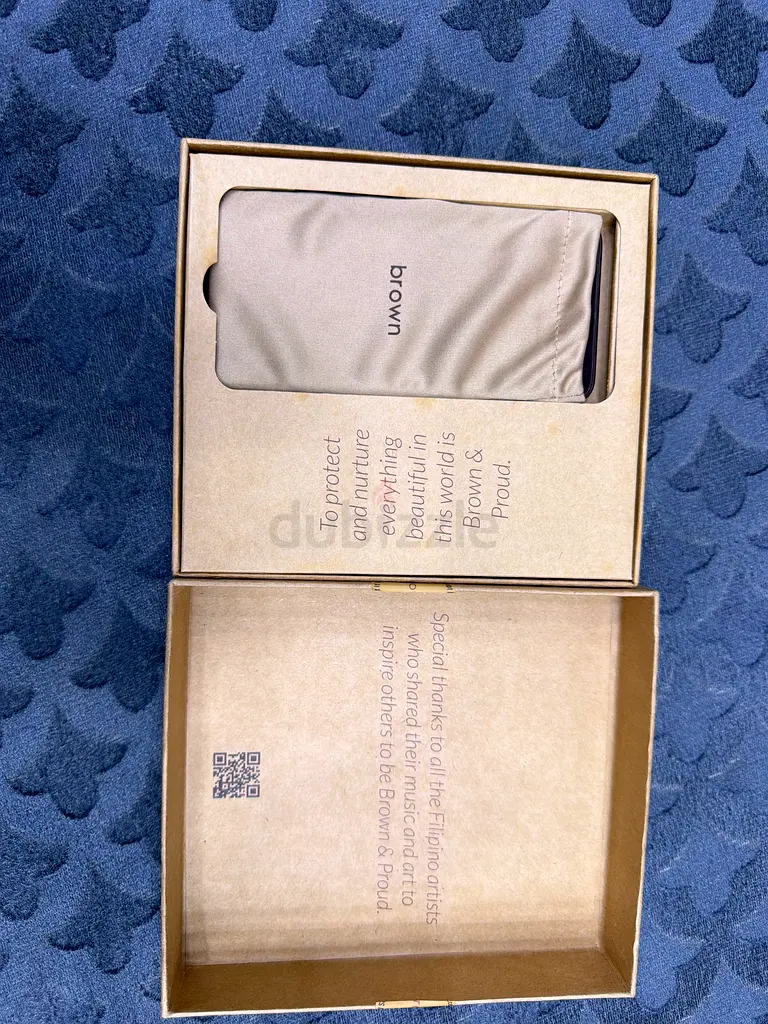 brown
To protect
and nurture
everything
beautiful in
this world is
Brown &
Proud.
dubizzle
Special thanks to all the Filipino artists
who shared their music and art to
inspire others to be Brown & Proud.